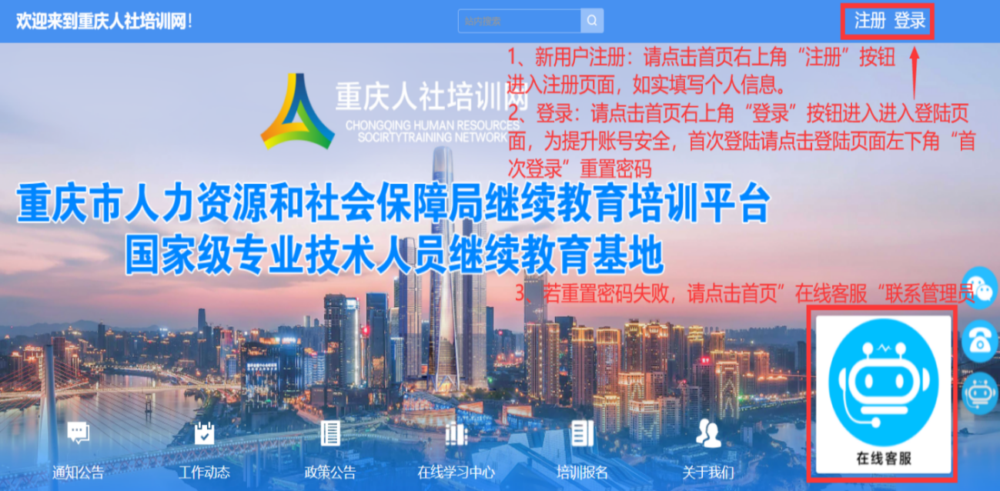 欢迎来到重庆人社培训网！
站内搜索
注册 登录
1、新用户注册：请点击首页右上角“注册”按钮
进入注册页面，如实填写个人信息。
重庆人社培训网
CHONGQING HUMAN RESOURCES
SOCIRTYTRAINING NETWORK
2、登录：请点击首页右上角“登录”按钮进入进入登陆页
面，为提升账号安全，首次登陆请点击登陆页面左下角“首
次登录”重置密码
重庆市人力资源和社会保障局继续教育培训平台
国家级专业技术人员继续教育基地
3、若重置密码失败，请点击首页”在线客服“联系管理员
在线客服
通知公告
工作动态
政策公告
在线学习中心
培训报名
关于我们